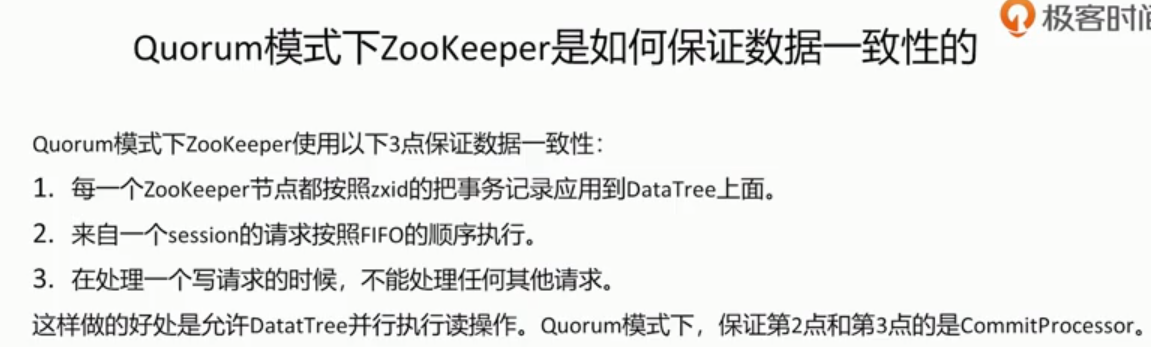 极客时间
Quorum模式下ZooKeeper是如何保证数据一致性的
Quorum模式下ZooKeeper使用以下3点保证数据一致性：
1. 每一个ZooKeeper节点都按照zxid的把事务记录应用到DataTree上面。
2. 来自一个session的请求按照FIFO的顺序执行。
3. 在处理一个写请求的时候，不能处理任何其他请求。
这样做的好处是允许DatatTree并行执行读操作。Quorum模式下，保证第2点和第3点的是CommitProcessor。